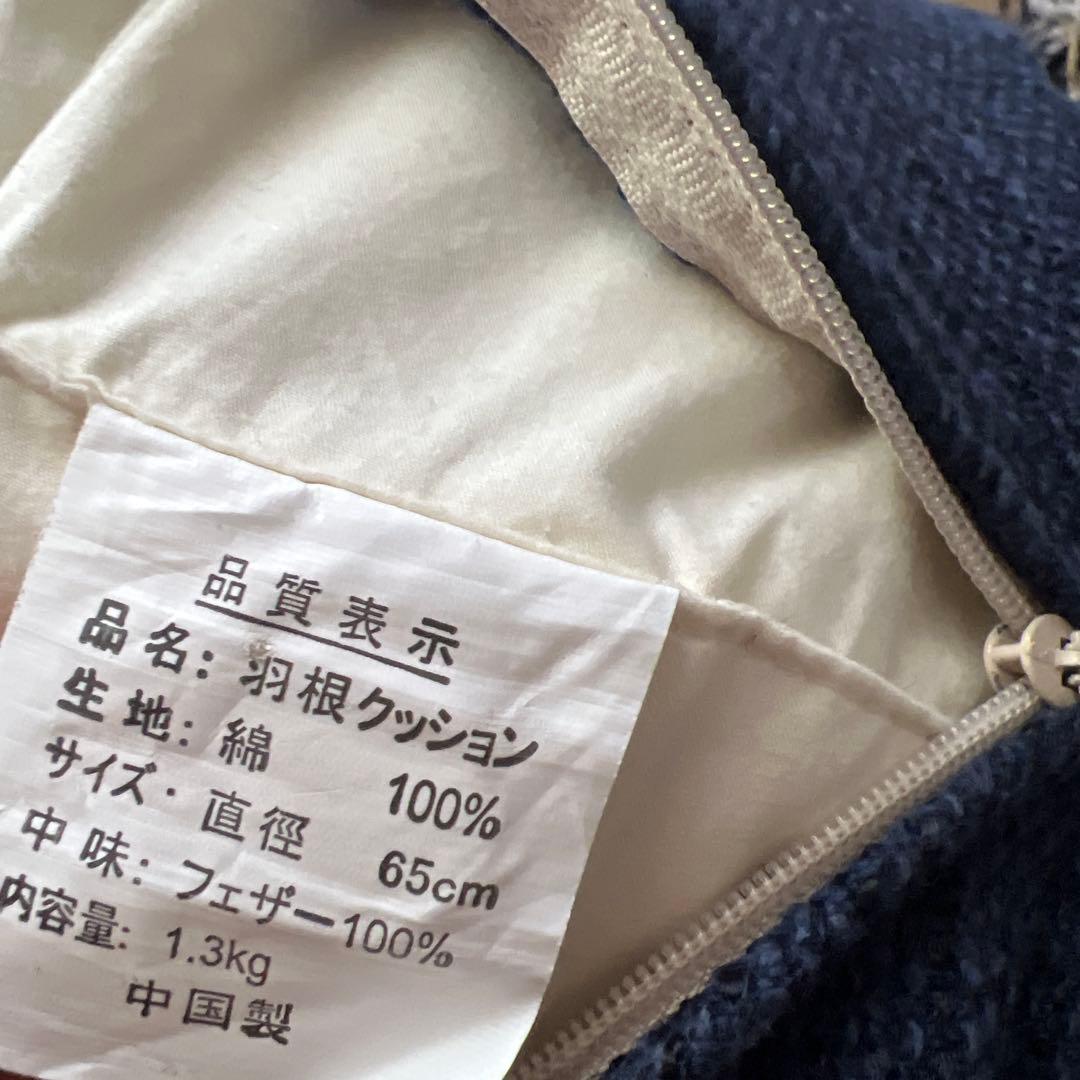 品質表示
品名: 羽根クッション
生地: 綿 100%
サイズ・直徑 65cm
中味: フェザー100%
内容量: 1.3kg
中国製